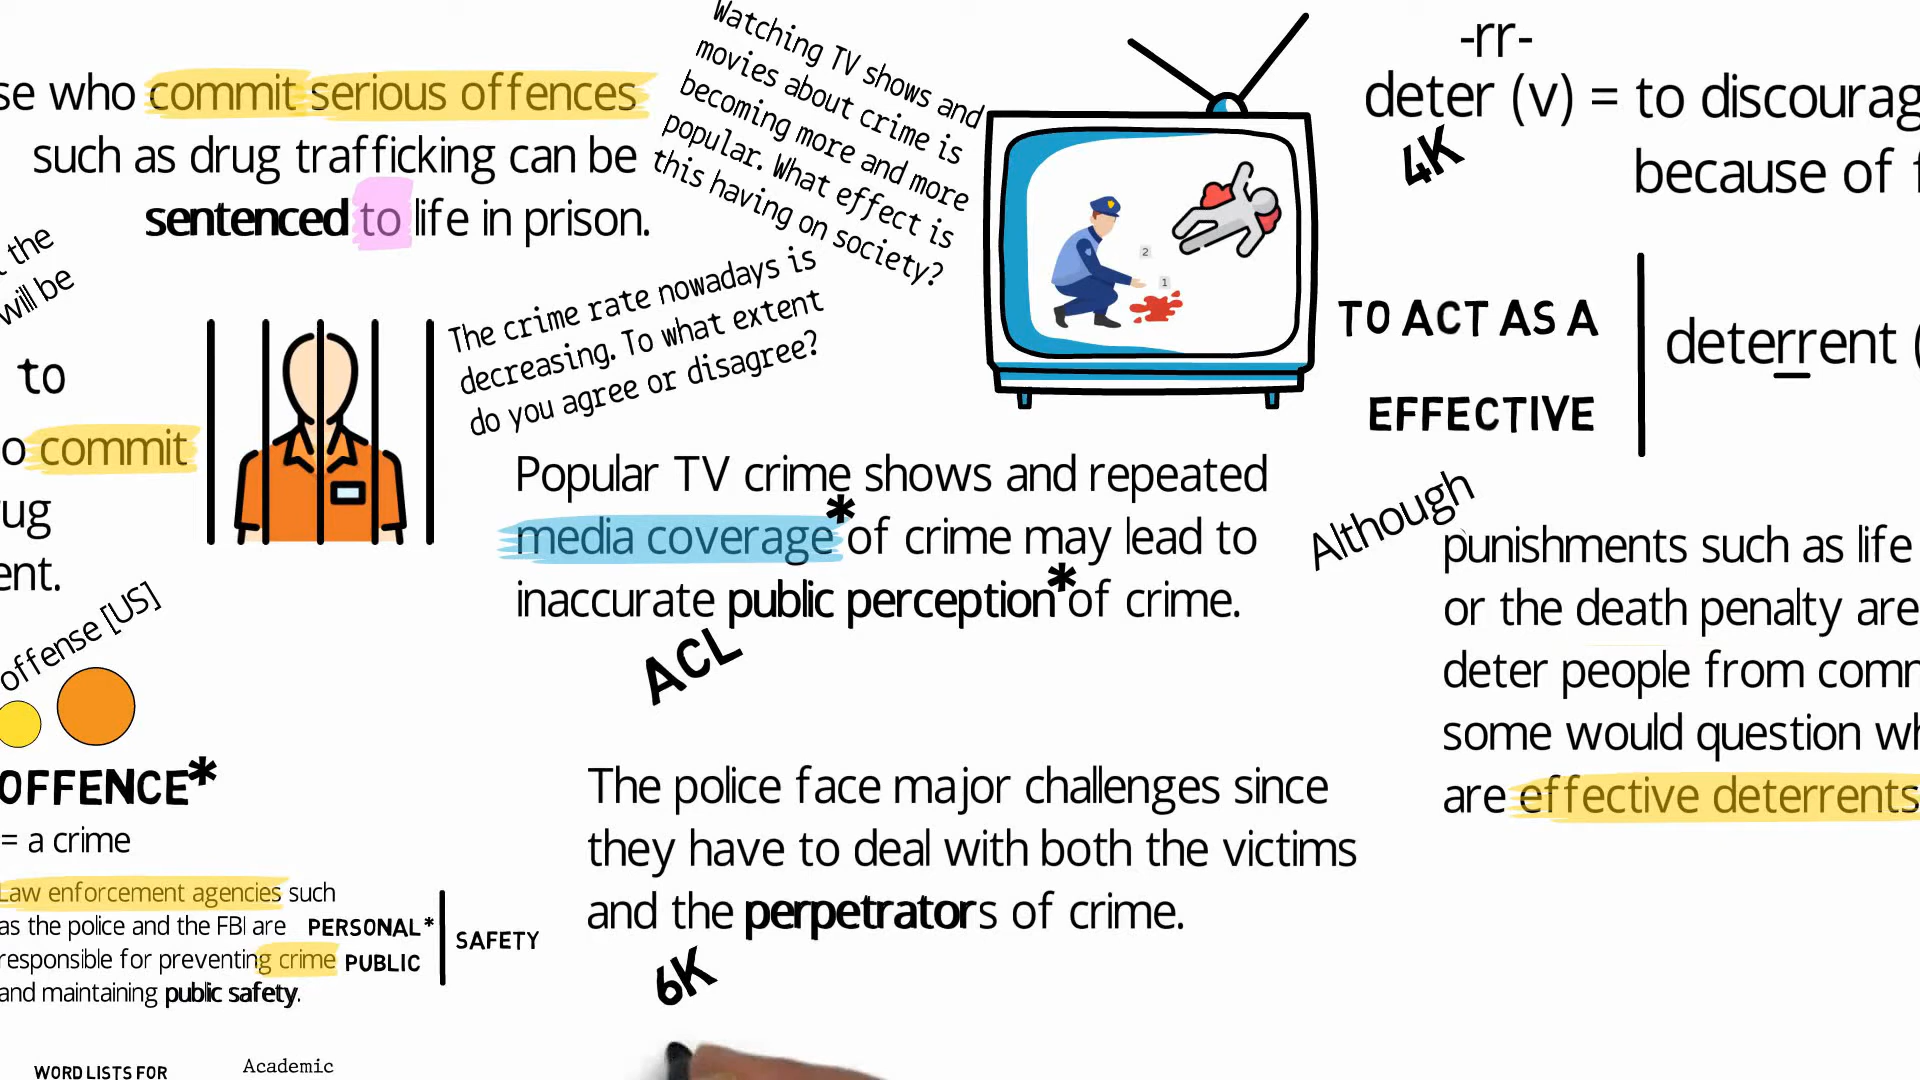 se who commit serious offences
such as drug trafficking can be
sentenced to life in prison.
the
will be
to
o commit
ug
ent.
offense [US]
OFFENCE*
= a crime
Law enforcement agencies such
as the police and the FBI are
responsible for preventing crime
and maintaining public safety.
PERSONAL*
PUBLIC
SAFETY
WORD LISTS FOR
Academic
Watching TV shows and
movies about crime is
becoming more and more
popular. What effect is
this having on society?
The crime rate nowadays is
decreasing. To what extent
do you agree or disagree?
2
1
Popular TV crime shows and repeated
media coverage* of crime may lead to
inaccurate public perception* of crime.
ACL
The police face major challenges since
they have to deal with both the victims
and the perpetrators of crime.
6K
-rr-
deter (v) = to discourag
because of f
4K
TO ACT AS A
EFFECTIVE
deterrent (
Although
punishments such as life
or the death penalty are
deter people from comm
some would question wh
are effective deterrents